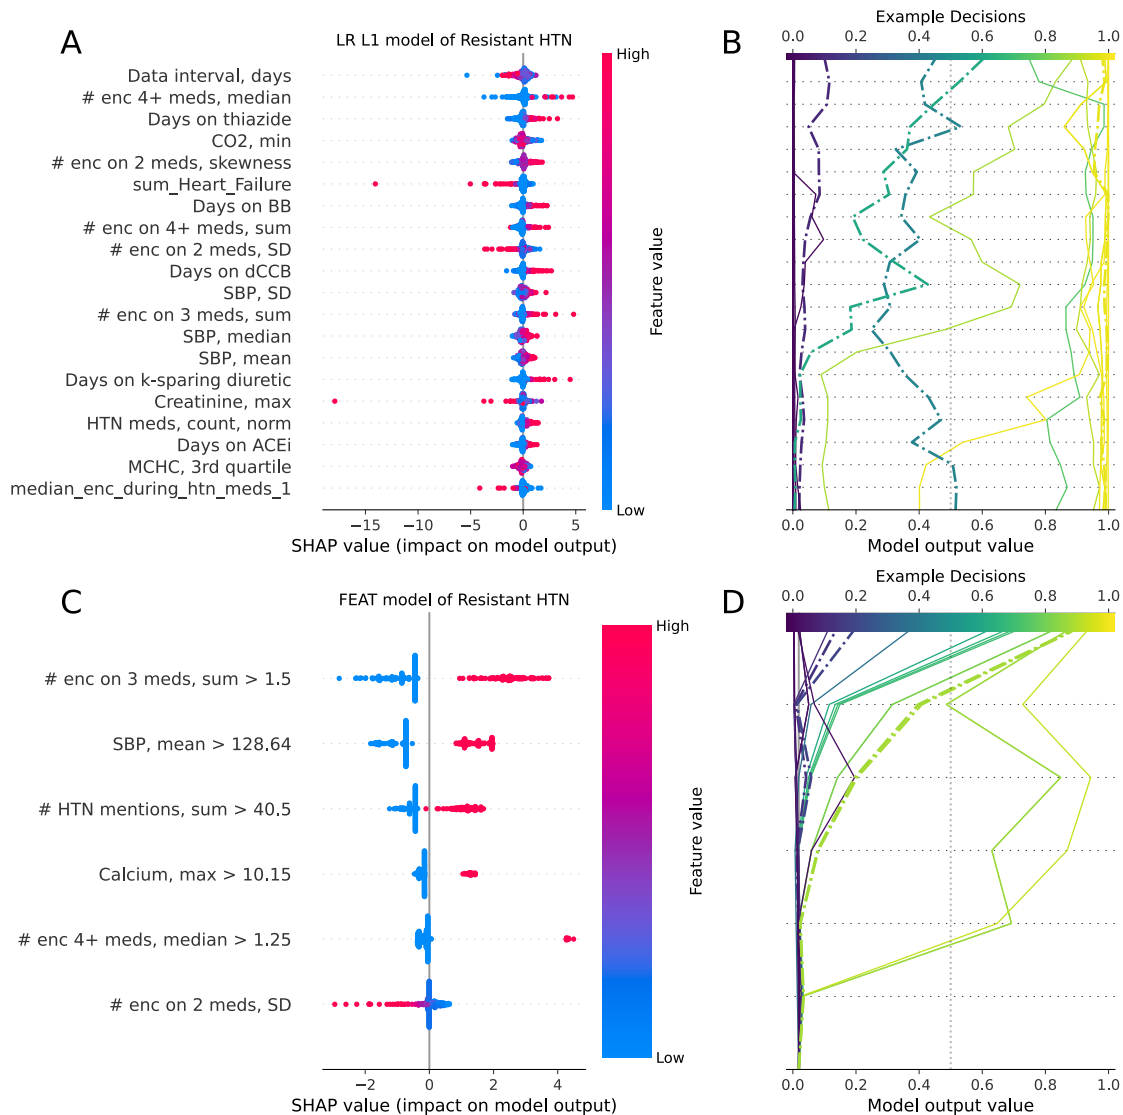 A
LR L1 model of Resistant HTN
Data interval, days
# enc 4+ meds, median
Days on thiazide
CO2, min
# enc on 2 meds, skewness
sum_Heart_Failure
Days on BB
# enc on 4+ meds, sum
# enc on 2 meds, SD
Days on dCCB
SBP, SD
# enc on 3 meds, sum
SBP, median
SBP, mean
Days on k-sparing diuretic
Creatinine, max
HTN meds, count, norm
Days on ACEi
MCHC, 3rd quartile
median_enc_during_htn_meds_1
−15 −10 −5 0 5
SHAP value (impact on model output)
High
Feature value
Low
B
Example Decisions
0.0 0.2 0.4 0.6 0.8 1.0
0.0 0.2 0.4 0.6 0.8 1.0
Model output value
C
FEAT model of Resistant HTN
# enc on 3 meds, sum > 1.5
SBP, mean > 128.64
# HTN mentions, sum > 40.5
Calcium, max > 10.15
# enc 4+ meds, median > 1.25
# enc on 2 meds, SD
−2 0 2 4
SHAP value (impact on model output)
High
Feature value
Low
D
Example Decisions
0.0 0.2 0.4 0.6 0.8 1.0
0.0 0.2 0.4 0.6 0.8 1.0
Model output value